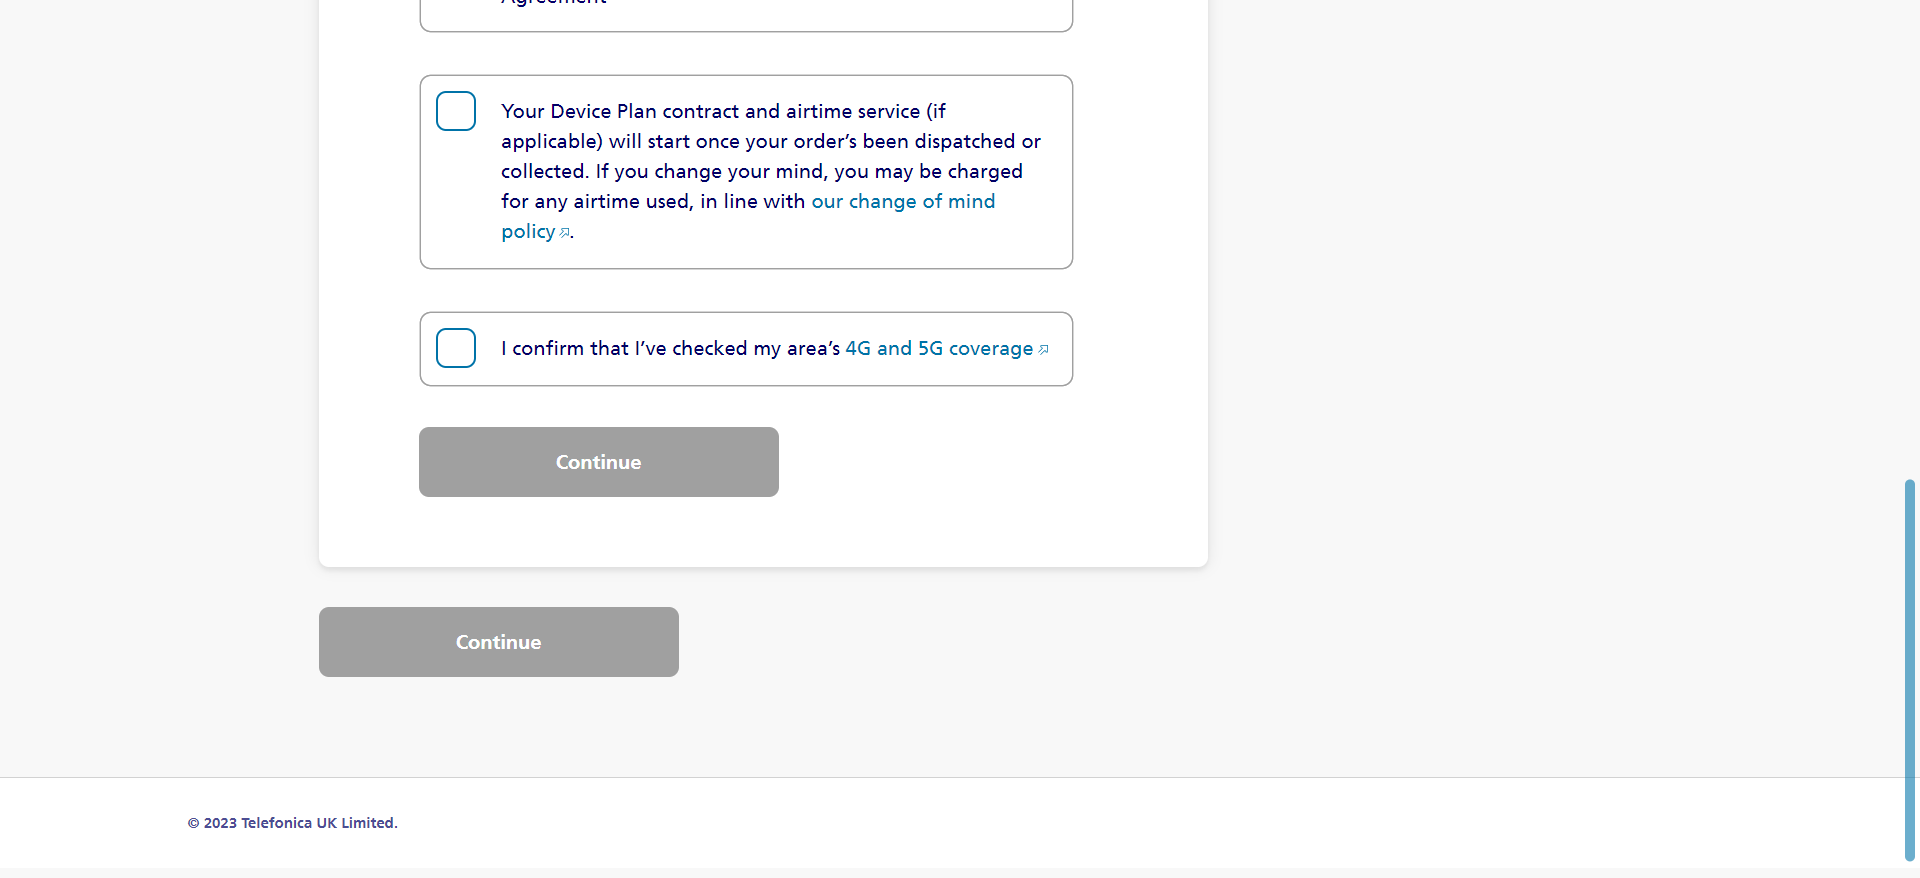 Agreement
Your Device Plan contract and airtime service (if
applicable) will start once your order’s been dispatched or
collected. If you change your mind, you may be charged
for any airtime used, in line with our change of mind
policy.
I confirm that I’ve checked my area’s 4G and 5G coverage
Continue
Continue
© 2023 Telefonica UK Limited.